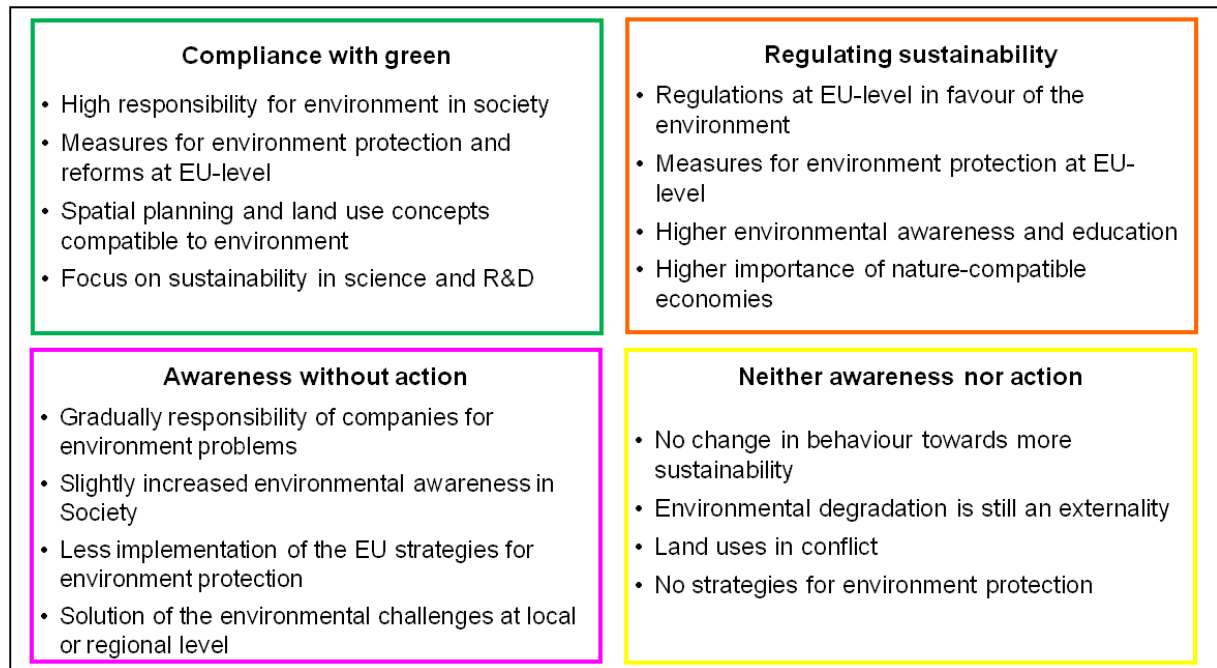 Compliance with green
• High responsibility for environment in society
• Measures for environment protection and
reforms at EU-level
• Spatial planning and land use concepts
compatible to environment
• Focus on sustainability in science and R&D
Regulating sustainability
• Regulations at EU-level in favour of the
environment
• Measures for environment protection at EU-
level
• Higher environmental awareness and education
• Higher importance of nature-compatible
economies
Awareness without action
• Gradually responsibility of companies for
environment problems
• Slightly increased environmental awareness in
Society
• Less implementation of the EU strategies for
environment protection
• Solution of the environmental challenges at local
or regional level
Neither awareness nor action
• No change in behaviour towards more
sustainability
• Environmental degradation is still an externality
• Land uses in conflict
• No strategies for environment protection